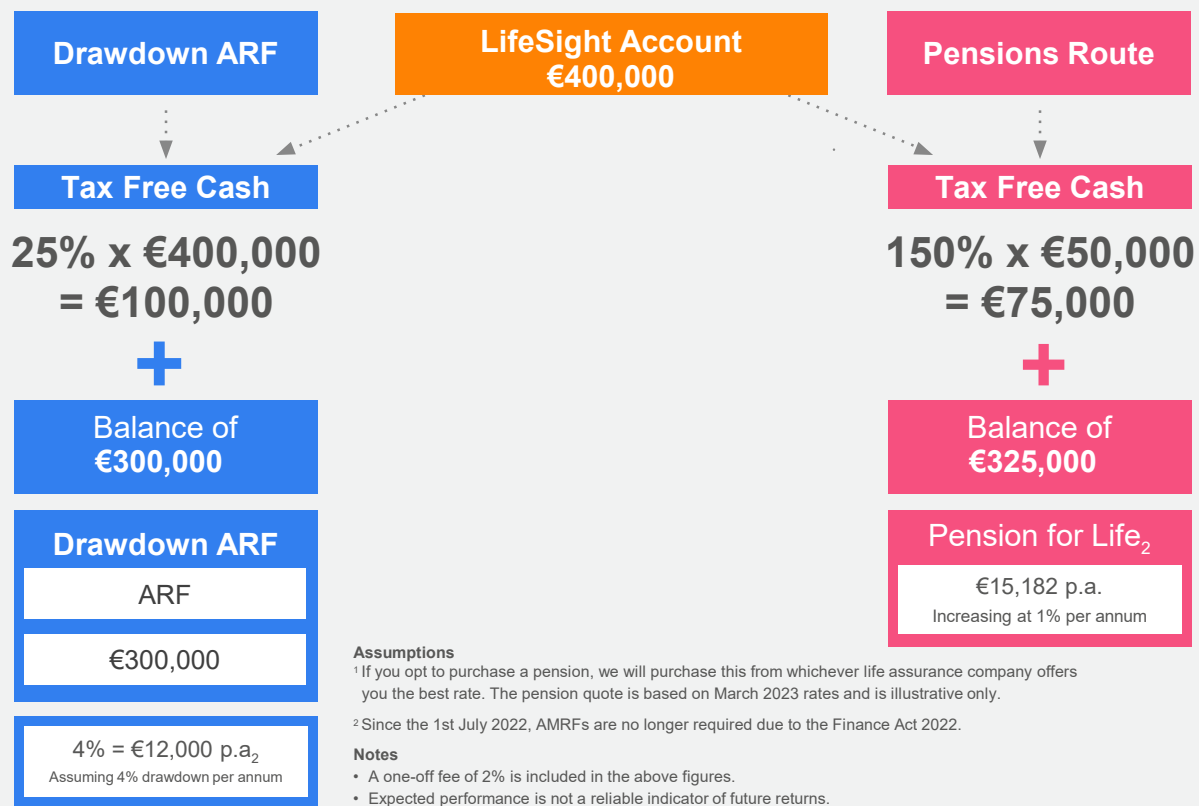 Drawdown ARF
LifeSight Account
€400,000
Pensions Route
Tax Free Cash
25% x €400,000
= €100,000
+
Balance of
€300,000
Drawdown ARF
ARF
€300,000
4% = €12,000 p.a₂
Assuming 4% drawdown per annum
Tax Free Cash
150% x €50,000
= €75,000
+
Balance of
€325,000
Pension for Life₂
€15,182 p.a.
Increasing at 1% per annum
Assumptions
¹ If you opt to purchase a pension, we will purchase this from whichever life assurance company offers
you the best rate. The pension quote is based on March 2023 rates and is illustrative only.
² Since the 1st July 2022, AMRFs are no longer required due to the Finance Act 2022.
Notes
• A one-off fee of 2% is included in the above figures.
• Expected performance is not a reliable indicator of future returns.